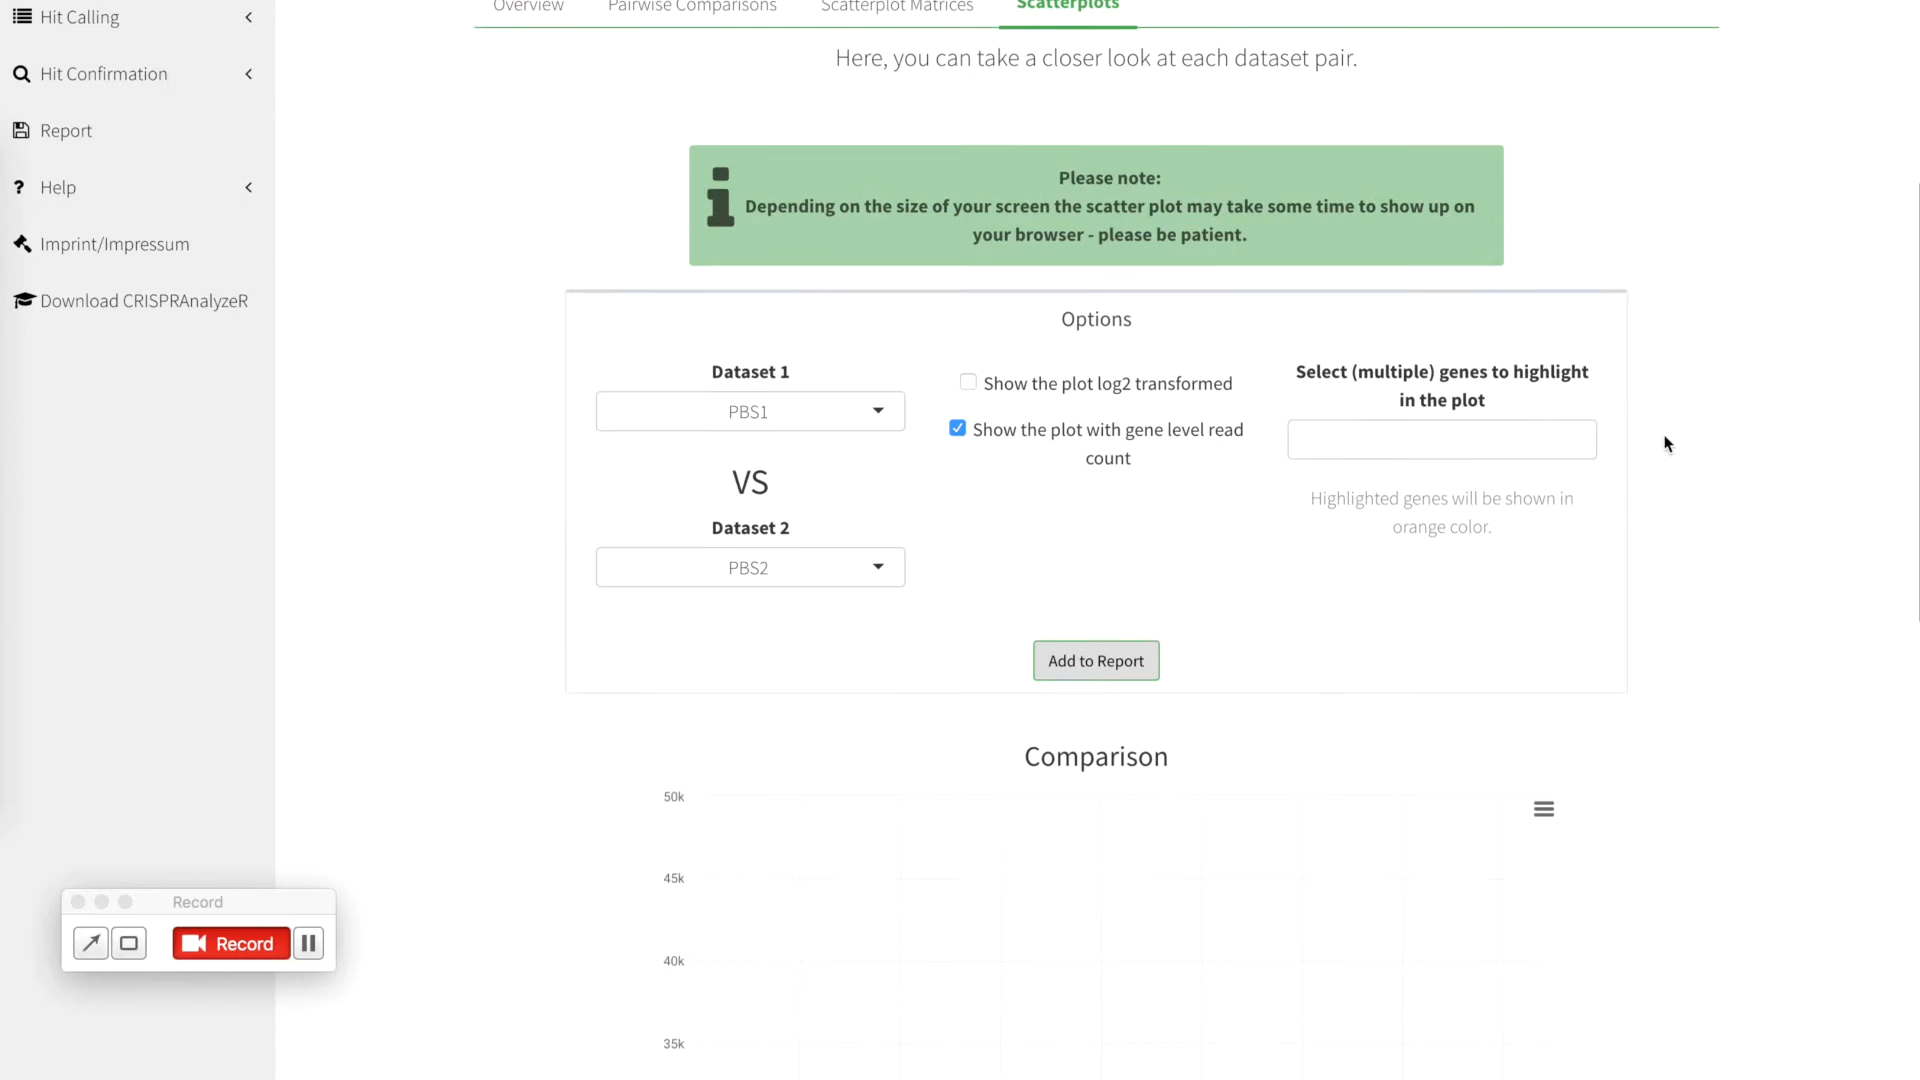 Hit Calling
Hit Confirmation
Report
Help
Imprint/Impressum
Download CRISPRAnalyzeR
Overview Pairwise Comparisons Scatterplot Matrices Scatterplots
Here, you can take a closer look at each dataset pair.
Please note:
Depending on the size of your screen the scatter plot may take some time to show up on
your browser - please be patient.
Options
Dataset 1
PBS1
VS
Dataset 2
PBS2
Show the plot log2 transformed
Show the plot with gene level read
count
Select (multiple) genes to highlight
in the plot
Highlighted genes will be shown in
orange color.
Add to Report
Comparison
50k
45k
40k
35k
Record
Record